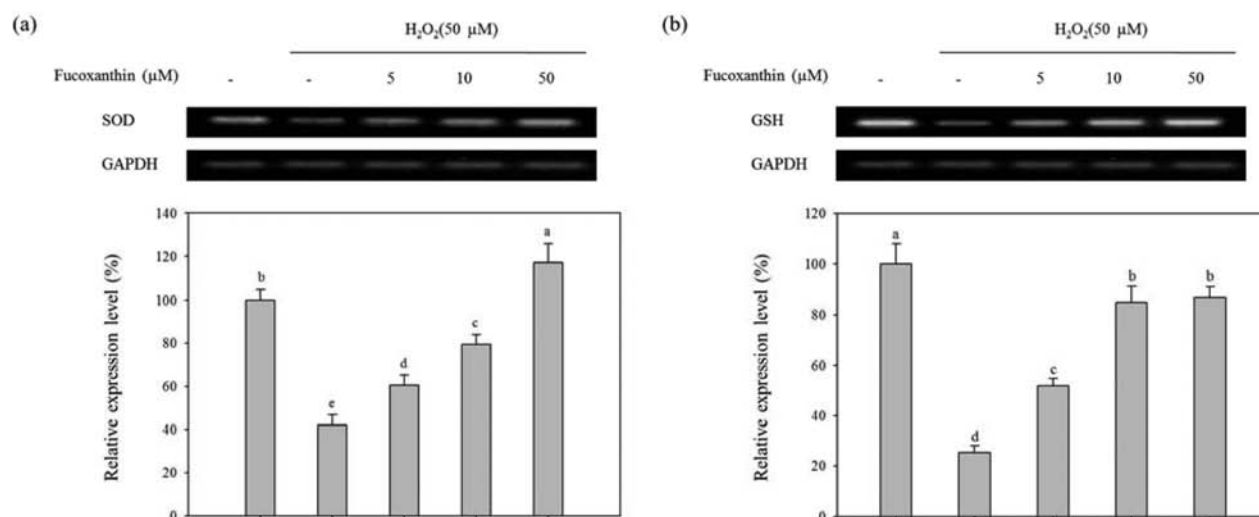 (a)
H₂O₂(50 µM)
Fucoxanthin (µM) - - 5 10 50
SOD
GAPDH
Relative expression level (%)
140
120
100
80
60
40
20
0
b
e
d
c
a
(b)
H₂O₂(50 µM)
Fucoxanthin (µM) - - 5 10 50
GSH
GAPDH
Relative expression level (%)
120
100
80
60
40
20
0
a
d
c
b
b